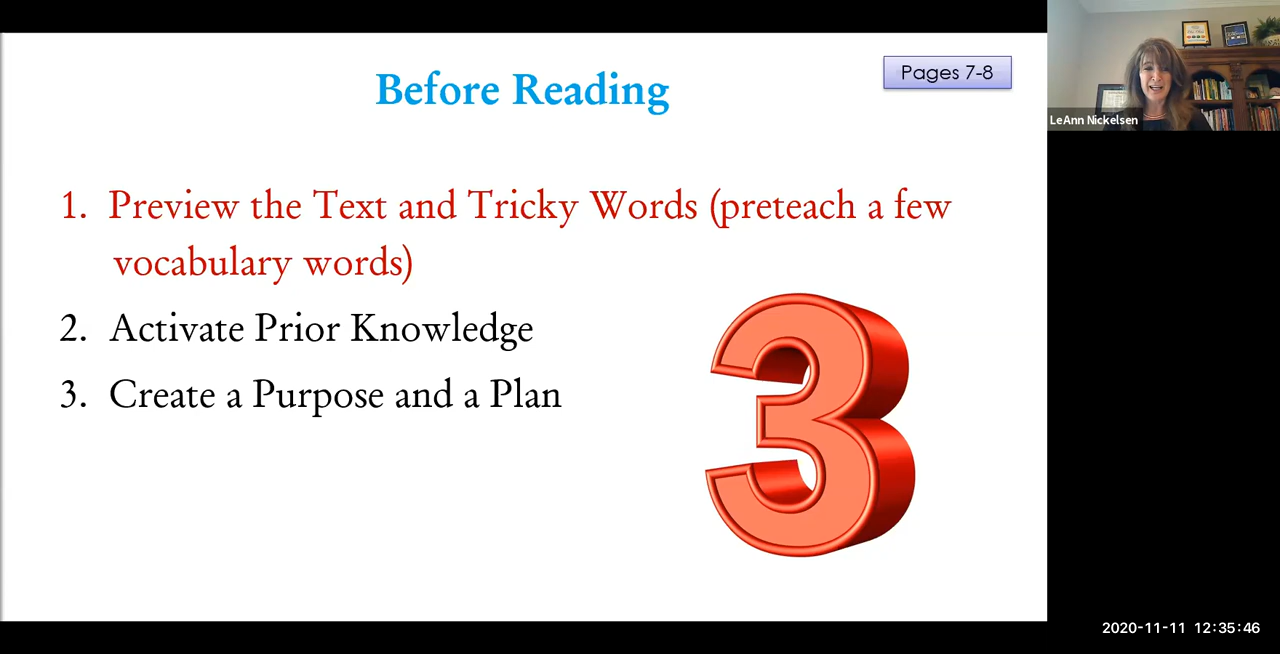 Before Reading
Pages 7-8
1. Preview the Text and Tricky Words (preteach a few
vocabulary words)
2. Activate Prior Knowledge
3. Create a Purpose and a Plan
3
LeAnn Nickelsen
2020-11-11 12:35:46